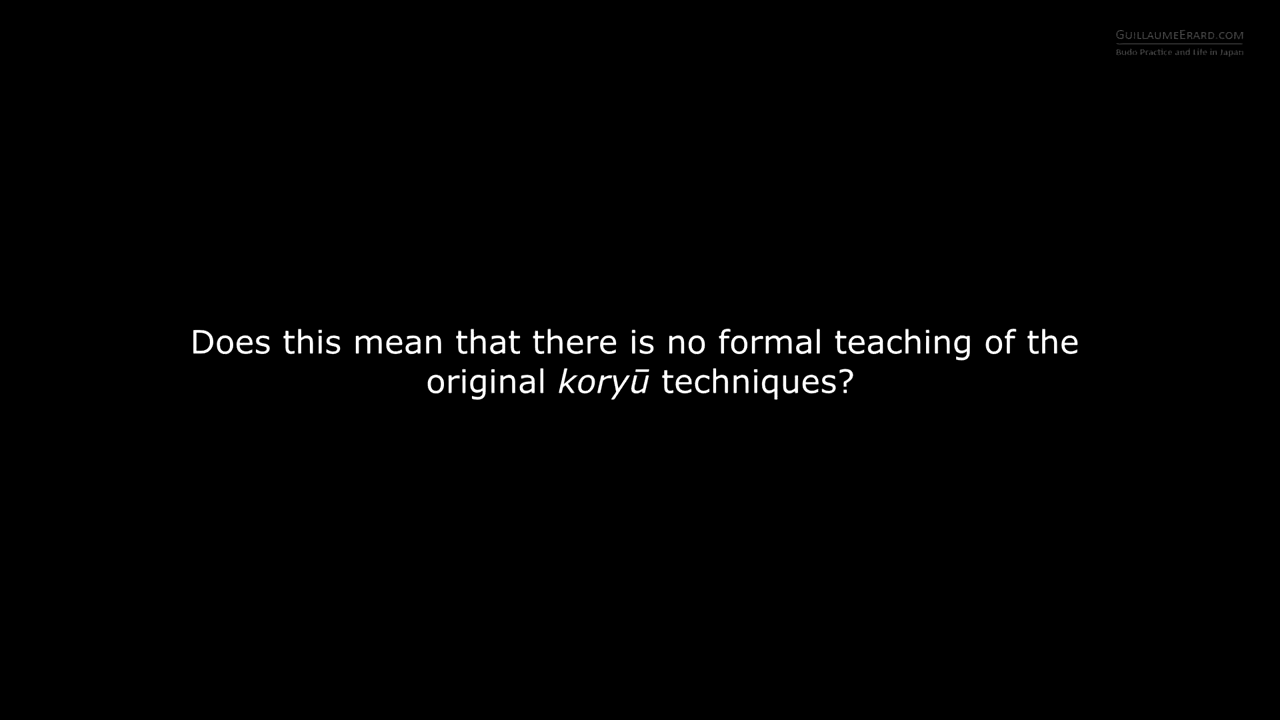 GUILLAUMEERARD.COM
Budo Practice and Life in Japan
Does this mean that there is no formal teaching of the
original koryū techniques?